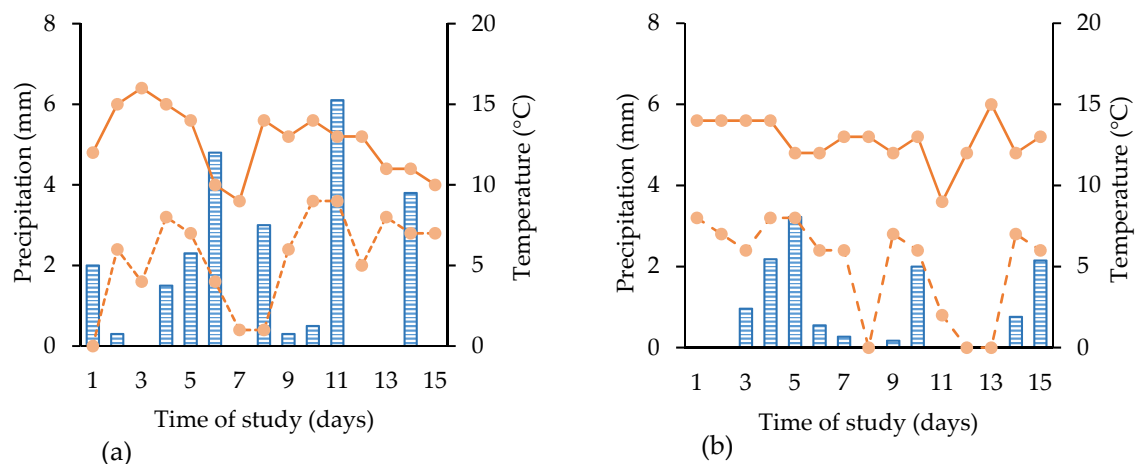 8
6
4
2
0
Precipitation (mm)
20
15
10
5
0
Temperature (°C)
1 3 5 7 9 11 13 15
Time of study (days)
(a)
8
6
4
2
0
Precipitation (mm)
20
15
10
5
0
Temperature (°C)
1 3 5 7 9 11 13 15
Time of study (days)
(b)